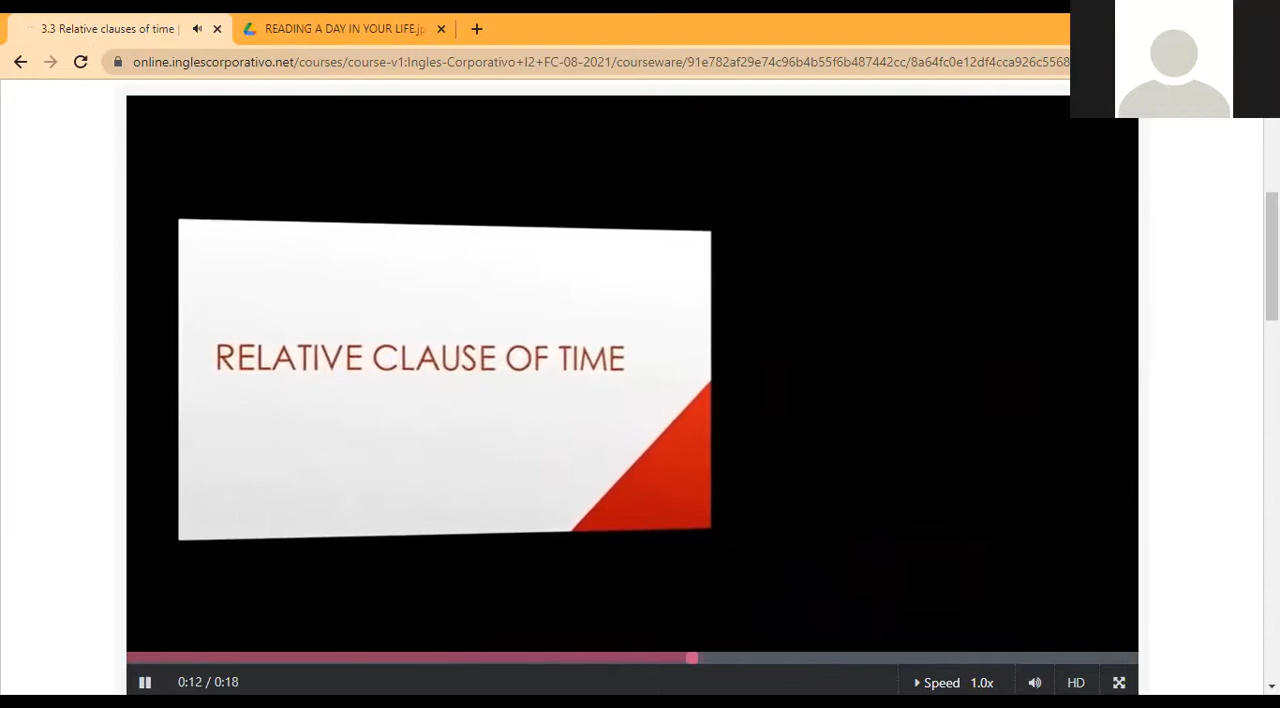 3.3 Relative clauses of time |
READING A DAY IN YOUR LIFE.jp
online.inglescorporativo.net/courses/course-v1:Ingles-Corporativo+I2+FC-08-2021/courseware/91e782af29e74c96b4b55f6b487442cc/8a64fc0e12df4cca926c5568
RELATIVE CLAUSE OF TIME
0:12 / 0:18
Speed 1.0x
HD